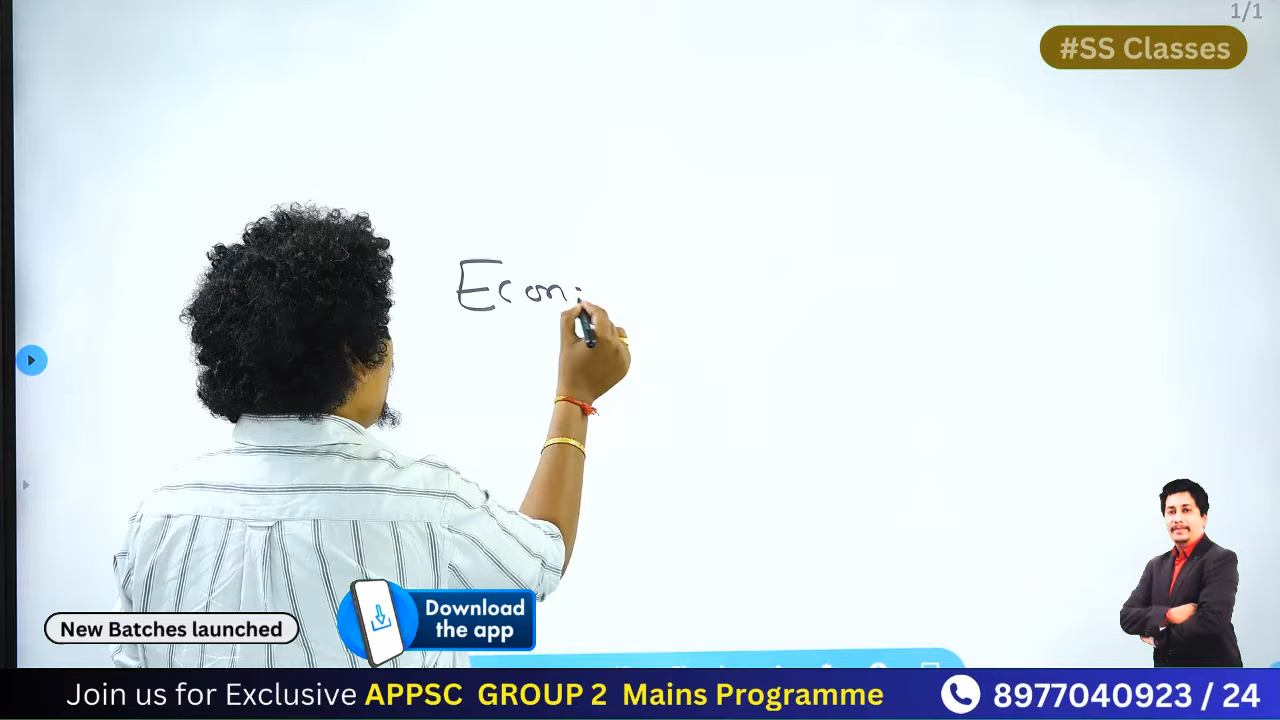 1/1
#SS Classes
Econ
Download
the app
New Batches launched
Join us for Exclusive APPSC GROUP 2 Mains Programme
8977040923 / 24